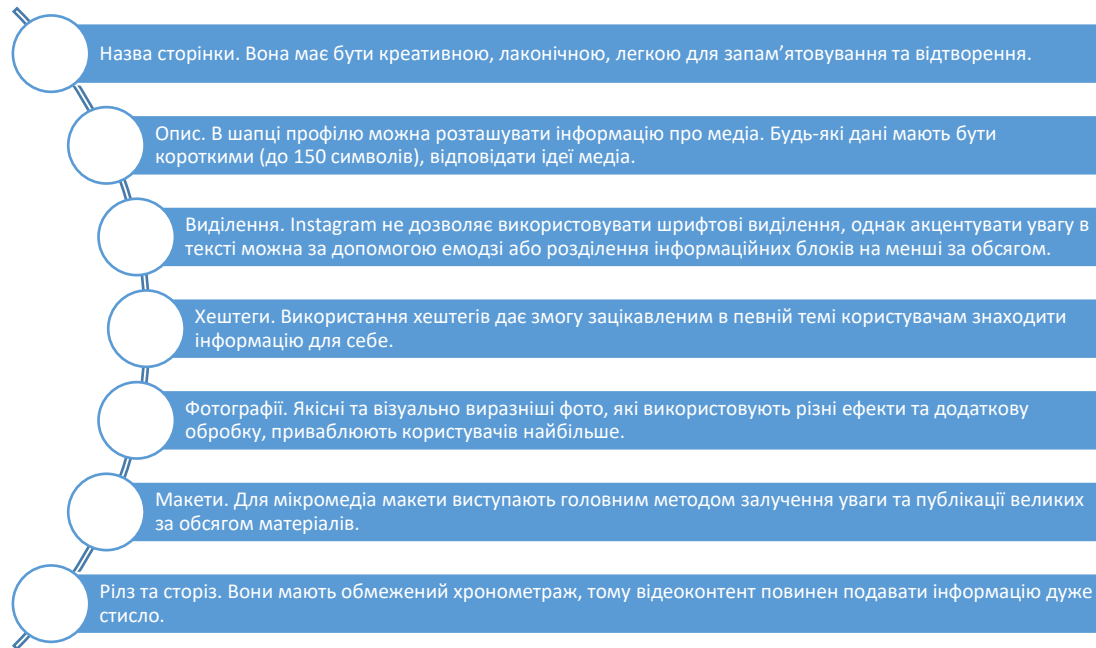 Назва сторінки. Вона має бути креативною, лаконічною, легкою для запам’ятовування та відтворення.
Опис. В шапці профілю можна розташувати інформацію про медіа. Будь-які дані мають бути
короткими (до 150 символів), відповідати ідеї медіа.
Виділення. Instagram не дозволяє використовувати шрифтові виділення, однак акцентувати увагу в
тексті можна за допомогою емодзі або розділення інформаційних блоків на менші за обсягом.
Хештеги. Використання хештегів дає змогу зацікавленим в певній темі користувачам знаходити
інформацію для себе.
Фотографії. Якісні та візуально виразніші фото, які використовують різні ефекти та додаткову
обробку, приваблюють користувачів найбільше.
Макети. Для мікромедіа макети виступають головним методом залучення уваги та публікації великих
за обсягом матеріалів.
Рілз та сторіз. Вони мають обмежений хронометраж, тому відеоконтент повинен подавати інформацію дуже
стисло.